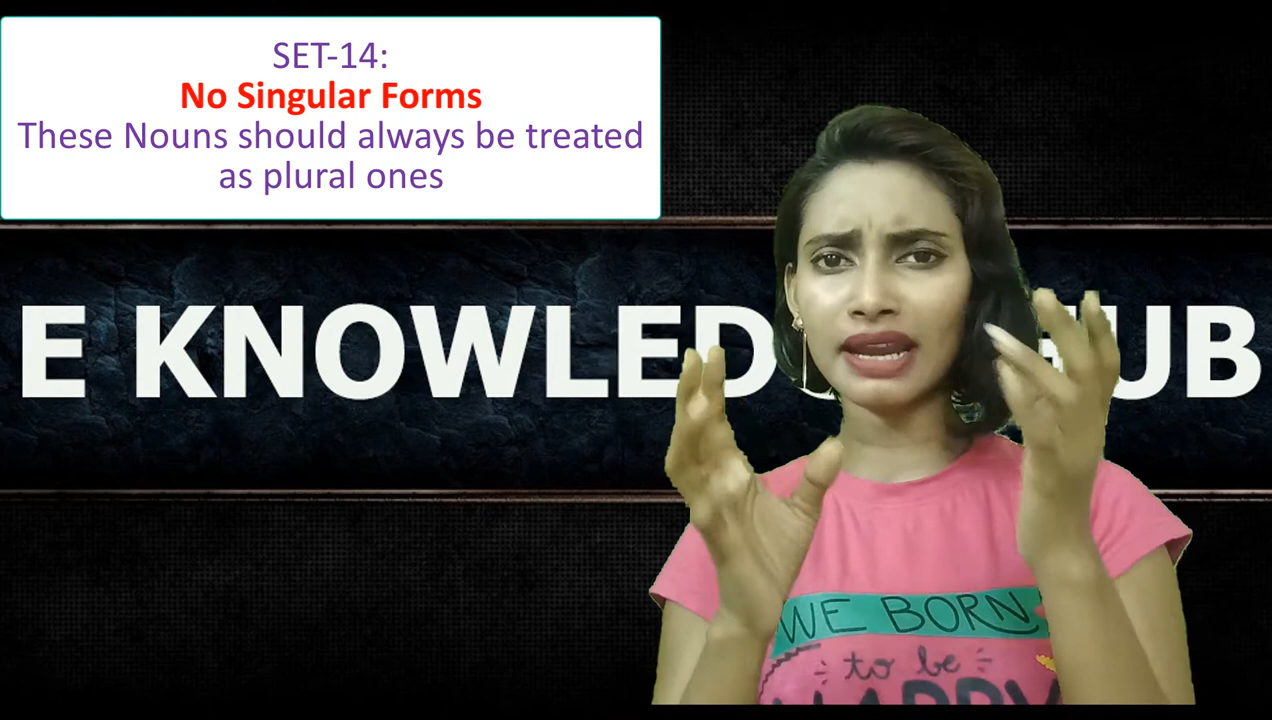 SET-14:
No Singular Forms
These Nouns should always be treated
as plural ones
E KNOWLED UB
WE BORN
to be
HAPPY